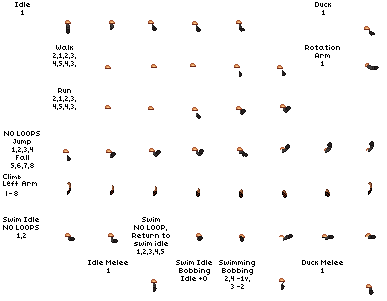 Idle
1
Duck
1
Walk
2,1,2,3,
4,5,4,3,
Rotation
Arm
1
Run
2,1,2,3,
4,5,4,3,
NO LOOPS
Jump
1,2,3,4
Fall
5,6,7,8
Climb
Left Arm
1-8
Swim Idle
NO LOOPS
1,2
Swim
NO LOOP,
Return to
swim idle
1,2,3,4,5
Idle Melee
1
Swim Idle
Bobbing
Idle +0
Swimming
Bobbing
2,4 -1v,
3 -2
Duck Melee
1